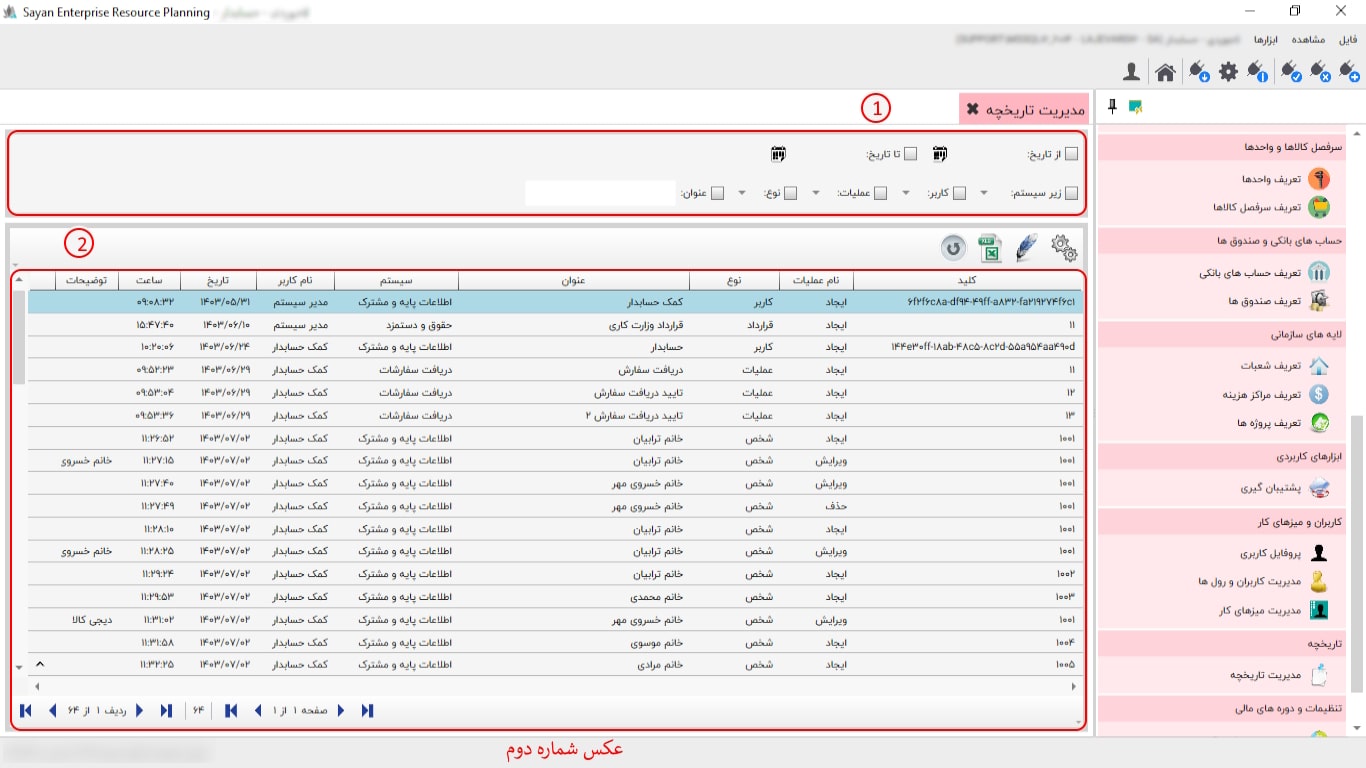 Sayan Enterprise Resource Planning
فایل مشاهده ابزارها
مدیریت تاریخچه
1
از تاریخ: تا تاریخ:
زیر سیستم: کاربر: عملیات: نوع: عنوان:
2
کلید نام عملیات نوع عنوان سیستم نام کاربر تاریخ ساعت توضیحات
۶f۲f۶c۸a-df۹۴-۴۹ff-a۸۳۲-fa۲۱۹۲۷۴f۶c۱ ایجاد کاربر کمک حسابدار اطلاعات پایه و مشترک مدیر سیستم ۱۴۰۳/۰۵/۳۱ ۰۹:۰۸:۳۲
۱۱ ایجاد قرارداد قرارداد وزارت کاری حقوق و دستمزد مدیر سیستم ۱۴۰۳/۰۶/۱۰ ۱۵:۴۷:۴۰
۱۴۴e۳۰ff-۱۸ab-۴۸c۵-۸c۲d-۵۵a۹۵۴aa۴۹۰d ایجاد کاربر حسابدار اطلاعات پایه و مشترک کمک حسابدار ۱۴۰۳/۰۶/۲۴ ۱۰:۲۰:۰۶
۱۱ ایجاد عملیات دریافت سفارش دریافت سفارشات کمک حسابدار ۱۴۰۳/۰۶/۲۹ ۰۹:۵۲:۲۳
۱۲ ایجاد عملیات تایید دریافت سفارش دریافت سفارشات کمک حسابدار ۱۴۰۳/۰۶/۲۹ ۰۹:۵۳:۰۴
۱۳ ایجاد عملیات تایید دریافت سفارش ۲ دریافت سفارشات کمک حسابدار ۱۴۰۳/۰۶/۲۹ ۰۹:۵۳:۳۶
۱۰۰۱ ایجاد شخص خانم ترابیان اطلاعات پایه و مشترک کمک حسابدار ۱۴۰۳/۰۷/۰۲ ۱۱:۲۶:۵۲
۱۰۰۱ ویرایش شخص خانم ترابیان اطلاعات پایه و مشترک کمک حسابدار ۱۴۰۳/۰۷/۰۲ ۱۱:۲۷:۱۵ خانم خسروی
۱۰۰۱ ویرایش شخص خانم خسروی مهر اطلاعات پایه و مشترک کمک حسابدار ۱۴۰۳/۰۷/۰۲ ۱۱:۲۷:۴۰
۱۰۰۱ حذف شخص خانم خسروی مهر اطلاعات پایه و مشترک کمک حسابدار ۱۴۰۳/۰۷/۰۲ ۱۱:۲۷:۴۹
۱۰۰۱ ایجاد شخص خانم ترابیان اطلاعات پایه و مشترک کمک حسابدار ۱۴۰۳/۰۷/۰۲ ۱۱:۲۸:۱۰
۱۰۰۱ ویرایش شخص خانم ترابیان اطلاعات پایه و مشترک کمک حسابدار ۱۴۰۳/۰۷/۰۲ ۱۱:۲۸:۲۵ خانم خسروی
۱۰۰۲ ایجاد شخص خانم ترابیان اطلاعات پایه و مشترک کمک حسابدار ۱۴۰۳/۰۷/۰۲ ۱۱:۲۹:۲۴
۱۰۰۳ ایجاد شخص خانم محمدی اطلاعات پایه و مشترک کمک حسابدار ۱۴۰۳/۰۷/۰۲ ۱۱:۲۹:۵۳
۱۰۰۱ ویرایش شخص خانم خسروی مهر اطلاعات پایه و مشترک کمک حسابدار ۱۴۰۳/۰۷/۰۲ ۱۱:۳۱:۰۲ دیجی کالا
۱۰۰۴ ایجاد شخص خانم موسوی اطلاعات پایه و مشترک کمک حسابدار ۱۴۰۳/۰۷/۰۲ ۱۱:۳۱:۵۸
۱۰۰۵ ایجاد شخص خانم مرادی اطلاعات پایه و مشترک کمک حسابدار ۱۴۰۳/۰۷/۰۲ ۱۱:۳۲:۲۵
صفحه ۱ از ۱ ۶۴ ردیف ۱ از ۶۴
سرفصل کالاها و واحدها
تعریف واحدها
تعریف سرفصل کالاها
حساب های بانکی و صندوق ها
تعریف حساب های بانکی
تعریف صندوق ها
لایه های سازمانی
تعریف شعبات
تعریف مراکز هزینه
تعریف پروژه ها
ابزارهای کاربردی
پشتیبان گیری
کاربران و میزهای کار
پروفایل کاربری
مدیریت کاربران و رول ها
مدیریت میزهای کار
تاریخچه
مدیریت تاریخچه
تنظیمات و دوره های مالی
عکس شماره دوم